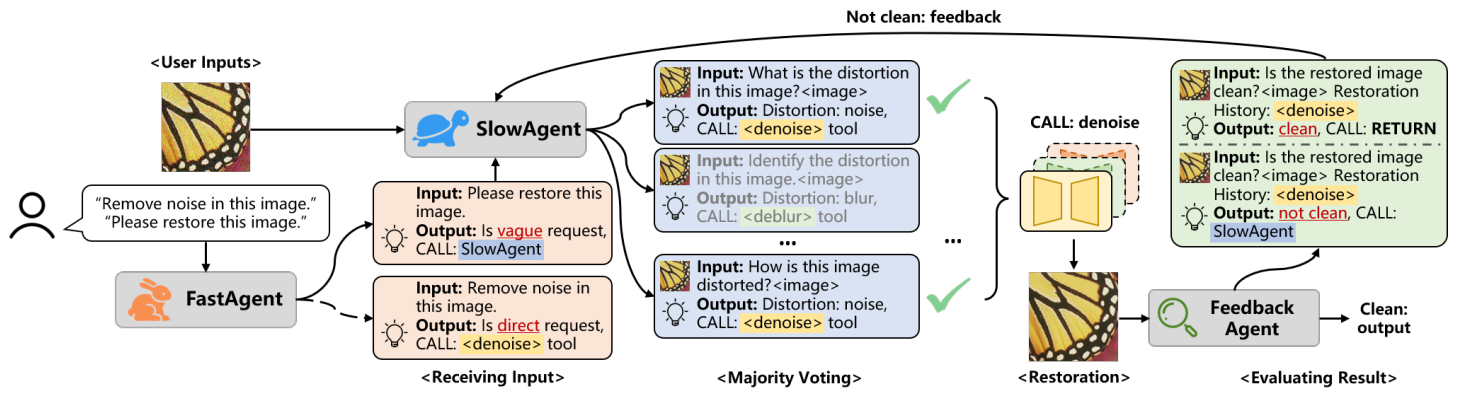 Not clean: feedback
<User Inputs>
"Remove noise in this image."
"Please restore this image."
FastAgent
SlowAgent
Input: Please restore this
image.
Output: Is vague request,
CALL: SlowAgent
Input: Remove noise in
this image.
Output: Is direct request,
CALL: <denoise> tool
<Receiving Input>
Input: What is the distortion
in this image?<image>
Output: Distortion: noise,
CALL: <denoise> tool
Input: Identify the distortion
in this image.<image>
Output: Distortion: blur,
CALL: <deblur> tool
...
Input: How is this image
distorted?<image>
Output: Distortion: noise,
CALL: <denoise> tool
<Majority Voting>
...
CALL: denoise
<Restoration>
Input: Is the restored image
clean?<image> Restoration
History: <denoise>
Output: clean, CALL: RETURN
Input: Is the restored image
clean?<image> Restoration
History: <denoise>
Output: not clean, CALL:
SlowAgent
Feedback
Agent
Clean:
output
<Evaluating Result>